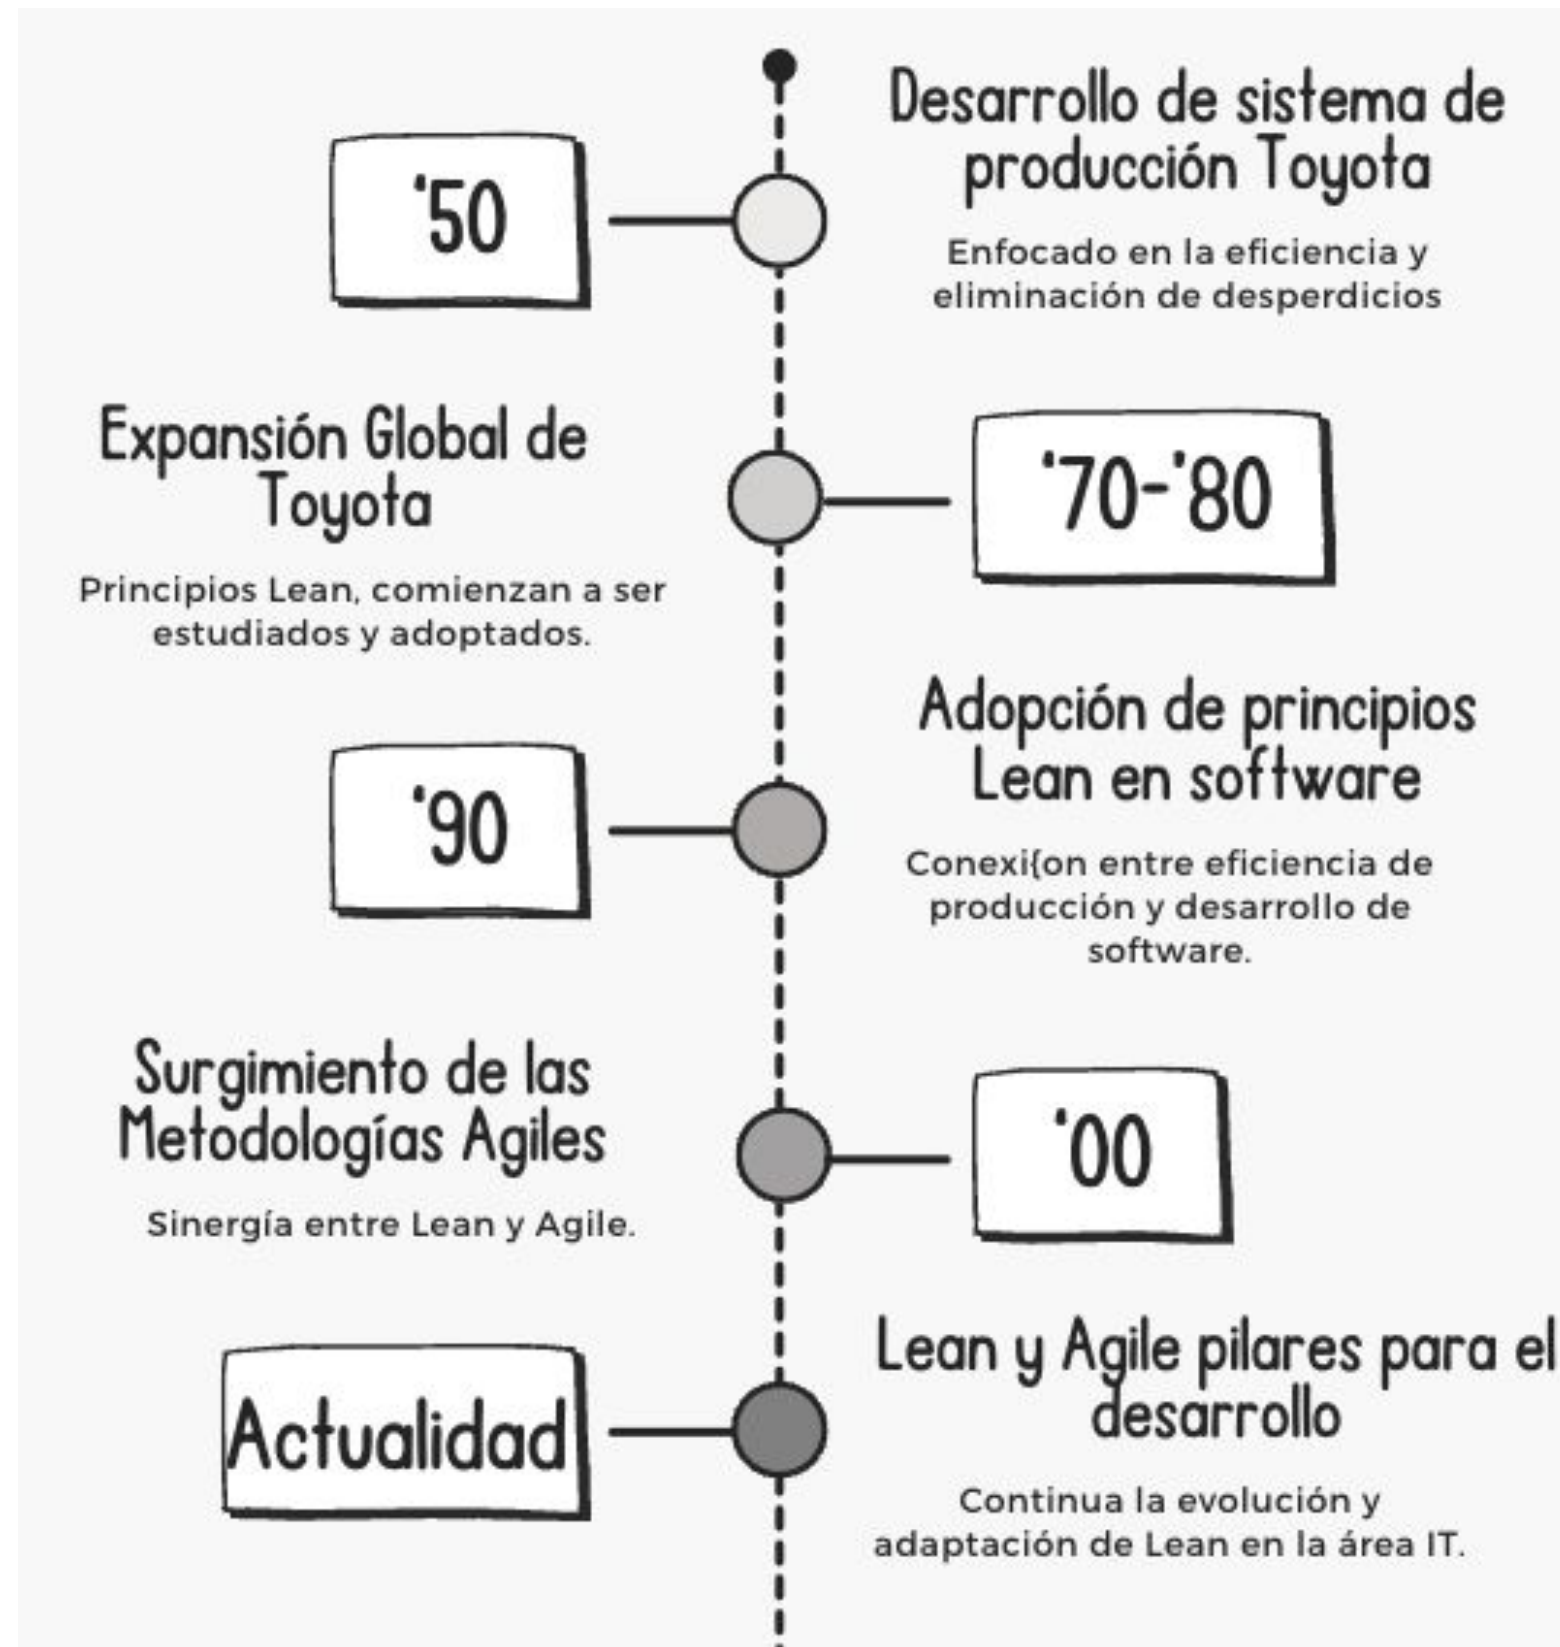 '50
Desarrollo de sistema de
producción Toyota
Enfocado en la eficiencia y
eliminación de desperdicios
Expansión Global de
Toyota
Principios Lean, comienzan a ser
estudiados y adoptados.
'70-'80
'90
Adopción de principios
Lean en software
Conexi{on entre eficiencia de
producción y desarrollo de
software.
Surgimiento de las
Metodologías Agiles
Sinergía entre Lean y Agile.
'00
Actualidad
Lean y Agile pilares para el
desarrollo
Continua la evolución y
adaptación de Lean en la área IT.